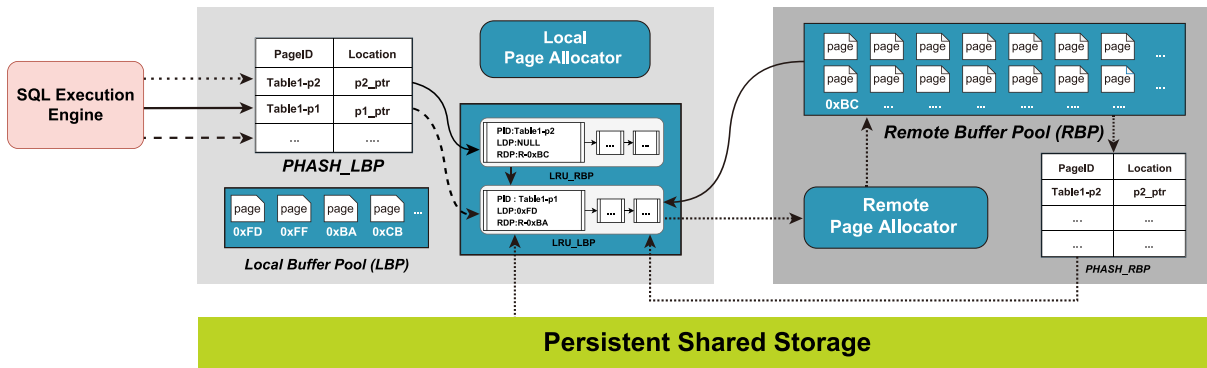 SQL Execution
Engine
PageID Location
Table1-p2 p2_ptr
Table1-p1 p1_ptr
... ....
PHASH_LBP
page page page page ...
0xFD 0xFF 0xBA 0xCB
Local Buffer Pool (LBP)
Local
Page Allocator
PID:Table1-p2
LDP:NULL
RDP:R-0xBC
... ...
LRU_RBP
PID : Table1-p1
LDP:0xFD
RDP:R-0xBA
... ...
LRU_LBP
page page page page page page page ...
page page page page page page page ...
0xBC ... .... ... .... .... ....
Remote Buffer Pool (RBP)
Remote
Page Allocator
PageID Location
Table1-p2 p2_ptr
... ...
... ...
PHASH_RBP
Persistent Shared Storage